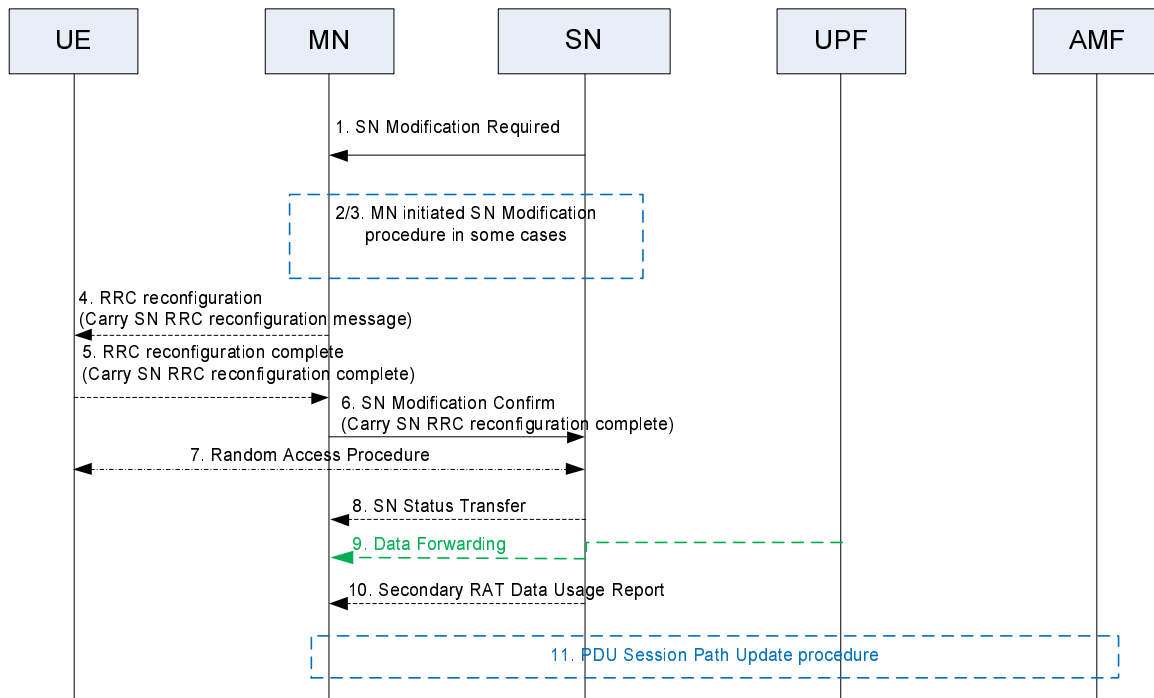 UE
MN
SN
UPF
AMF
1. SN Modification Required
2/3. MN initiated SN Modification
procedure in some cases
4. RRC reconfiguration
(Carry SN RRC reconfiguration message)
5. RRC reconfiguration complete
(Carry SN RRC reconfiguration complete)
6. SN Modification Confirm
(Carry SN RRC reconfiguration complete)
7. Random Access Procedure
8. SN Status Transfer
9. Data Forwarding
10. Secondary RAT Data Usage Report
11. PDU Session Path Update procedure